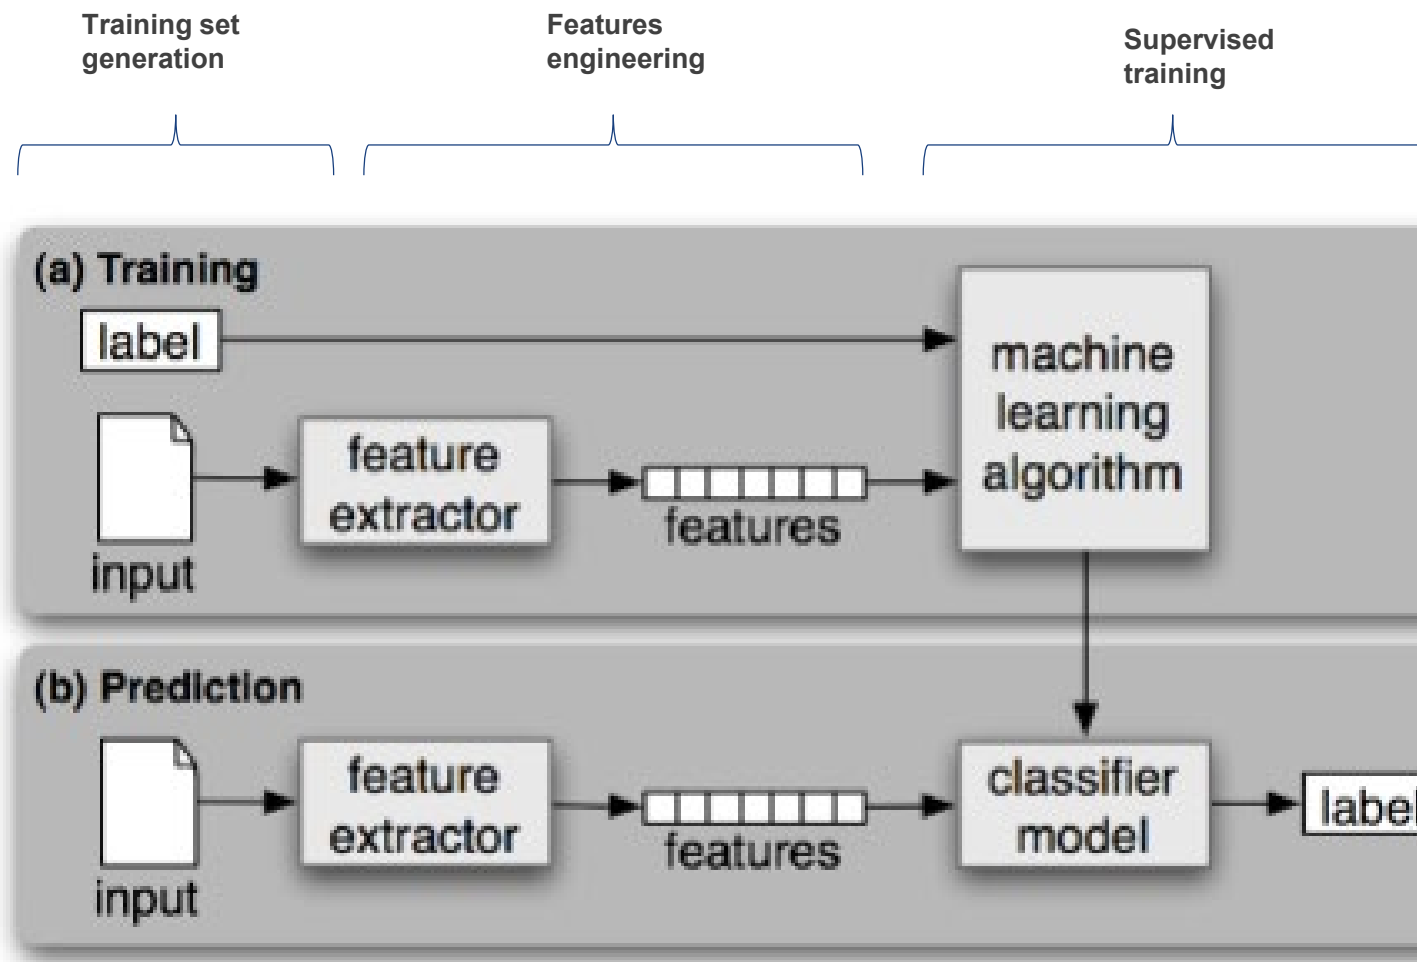 Training set
generation
Features
engineering
Supervised
training
(a) Training
label
machine
learning
algorithm
feature
extractor
features
input
(b) Prediction
feature
extractor
features
classifier
model
label
input